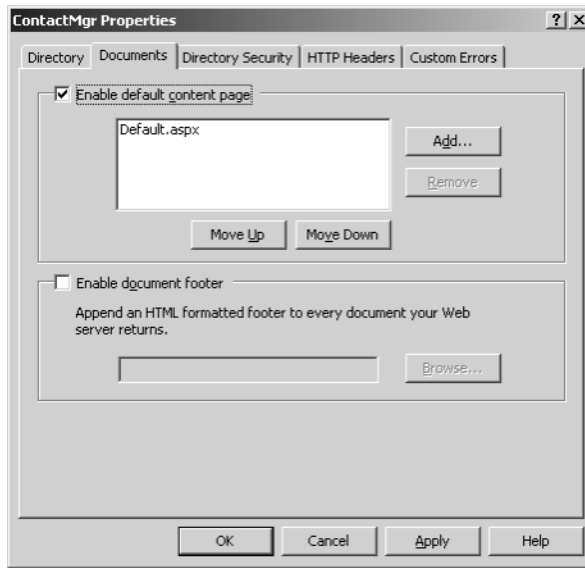 ContactMgr Properties
? X
Directory Documents Directory Security HTTP Headers Custom Errors
Enable default content page
Default.aspx
Add...
Remove
Move Up Move Down
Enable document footer
Append an HTML formatted footer to every document your Web
server returns.
Browse...
OK Cancel Apply Help